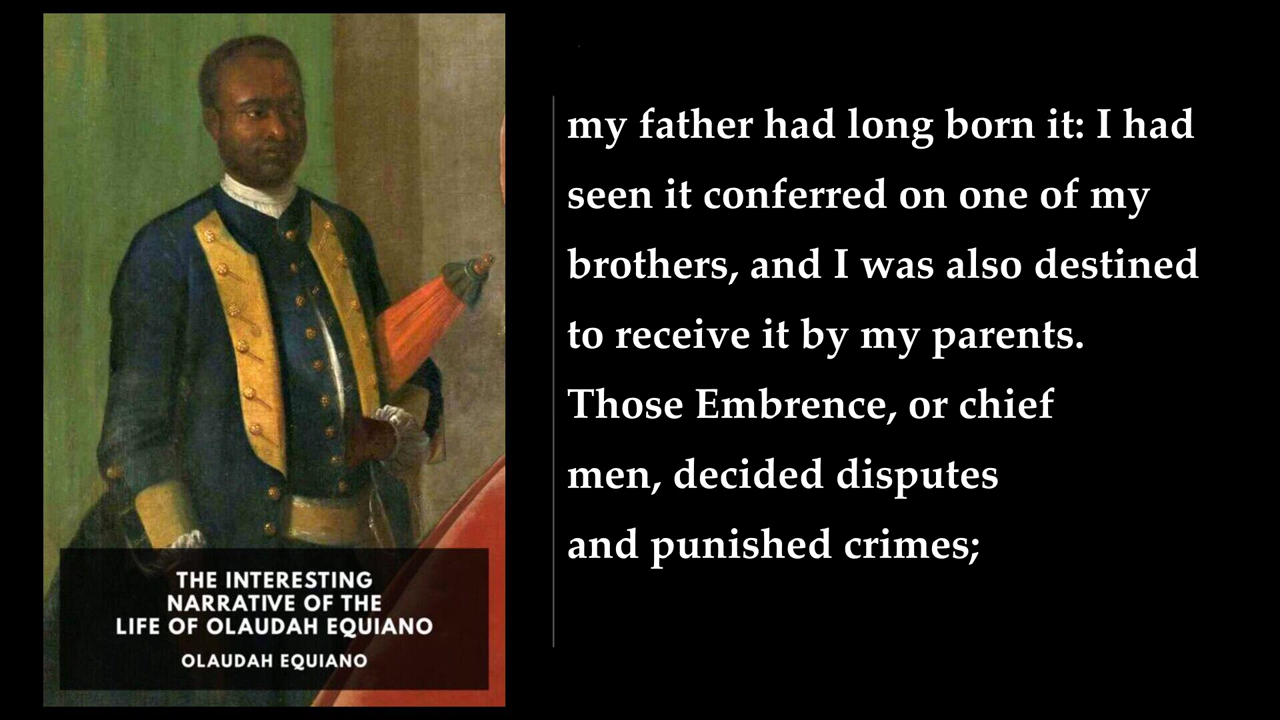 THE INTERESTING
NARRATIVE OF THE
LIFE OF OLAUDAH EQUIANO
OLAUDAH EQUIANO
my father had long born it: I had
seen it conferred on one of my
brothers, and I was also destined
to receive it by my parents.
Those Embrence, or chief
men, decided disputes
and punished crimes;